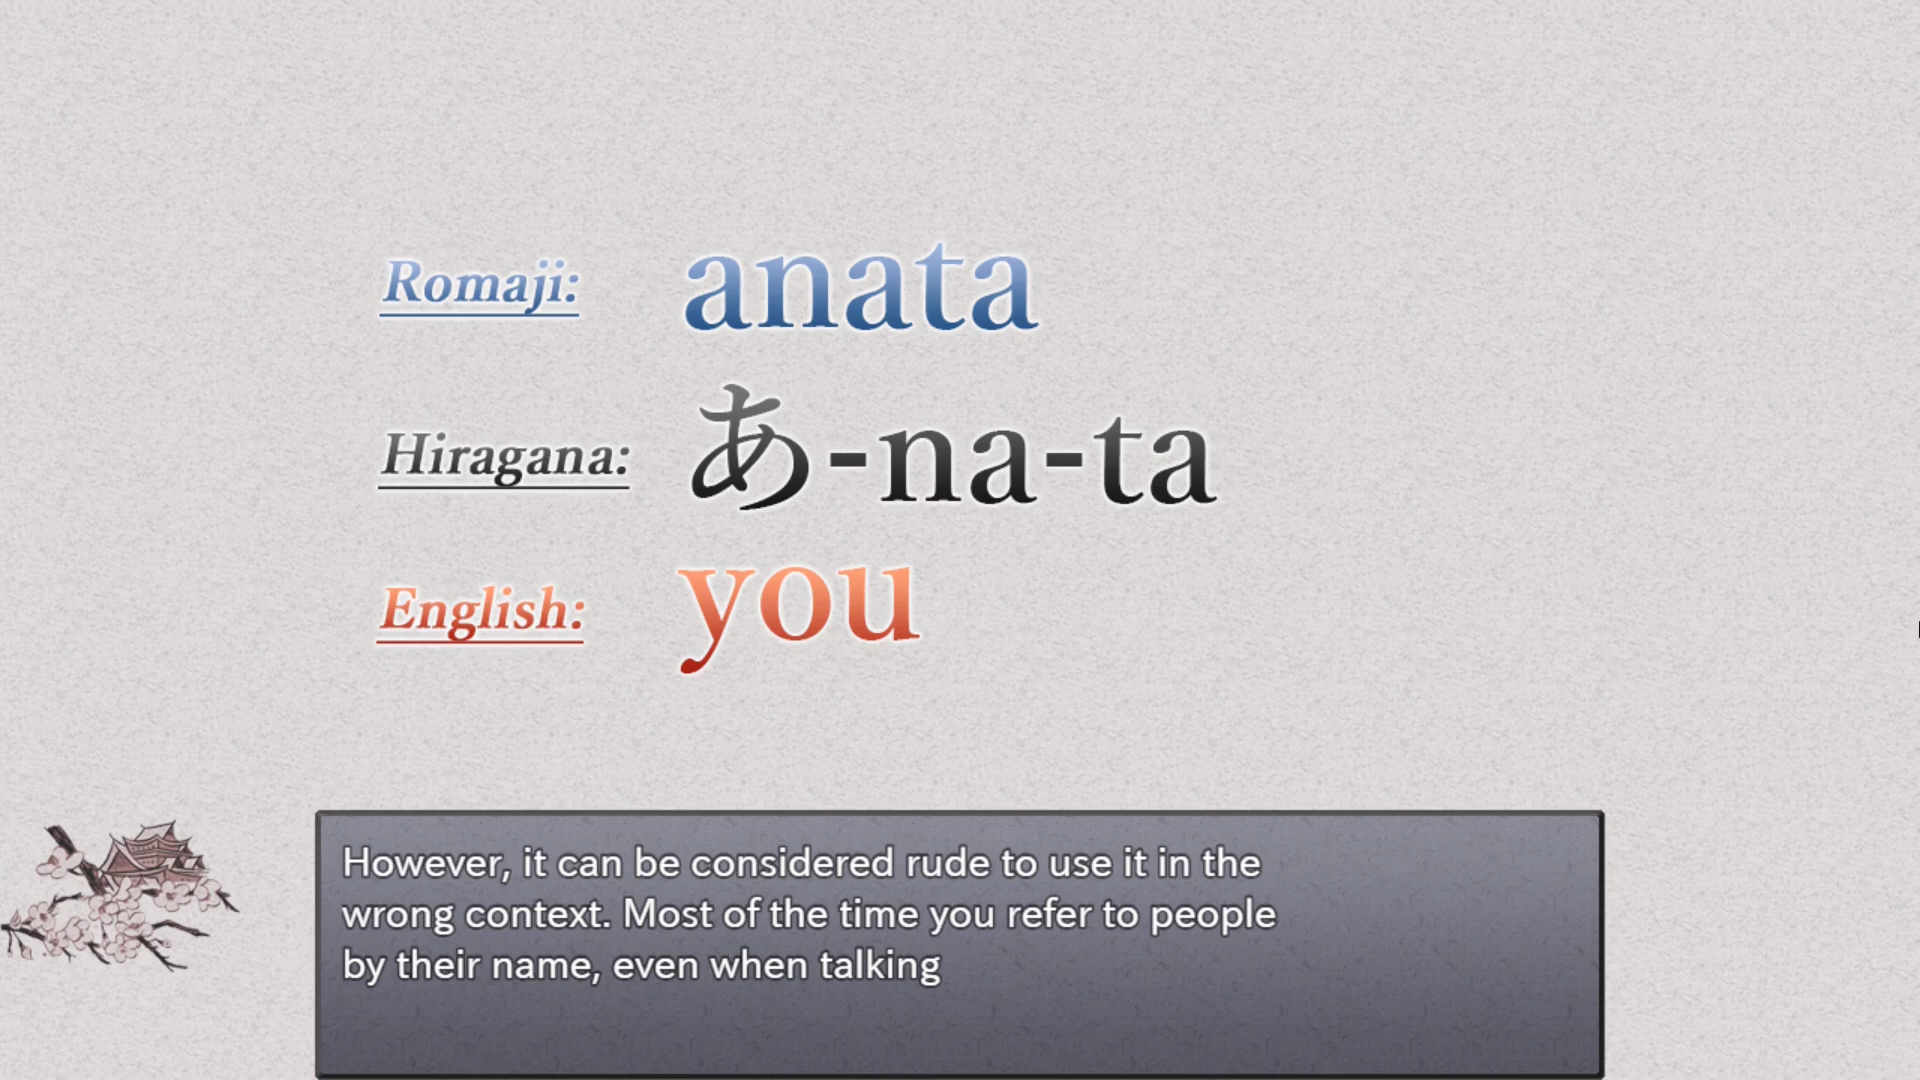 Romaji: anata
Hiragana: あ-na-ta
English: you
However, it can be considered rude to use it in the
wrong context. Most of the time you refer to people
by their name, even when talking